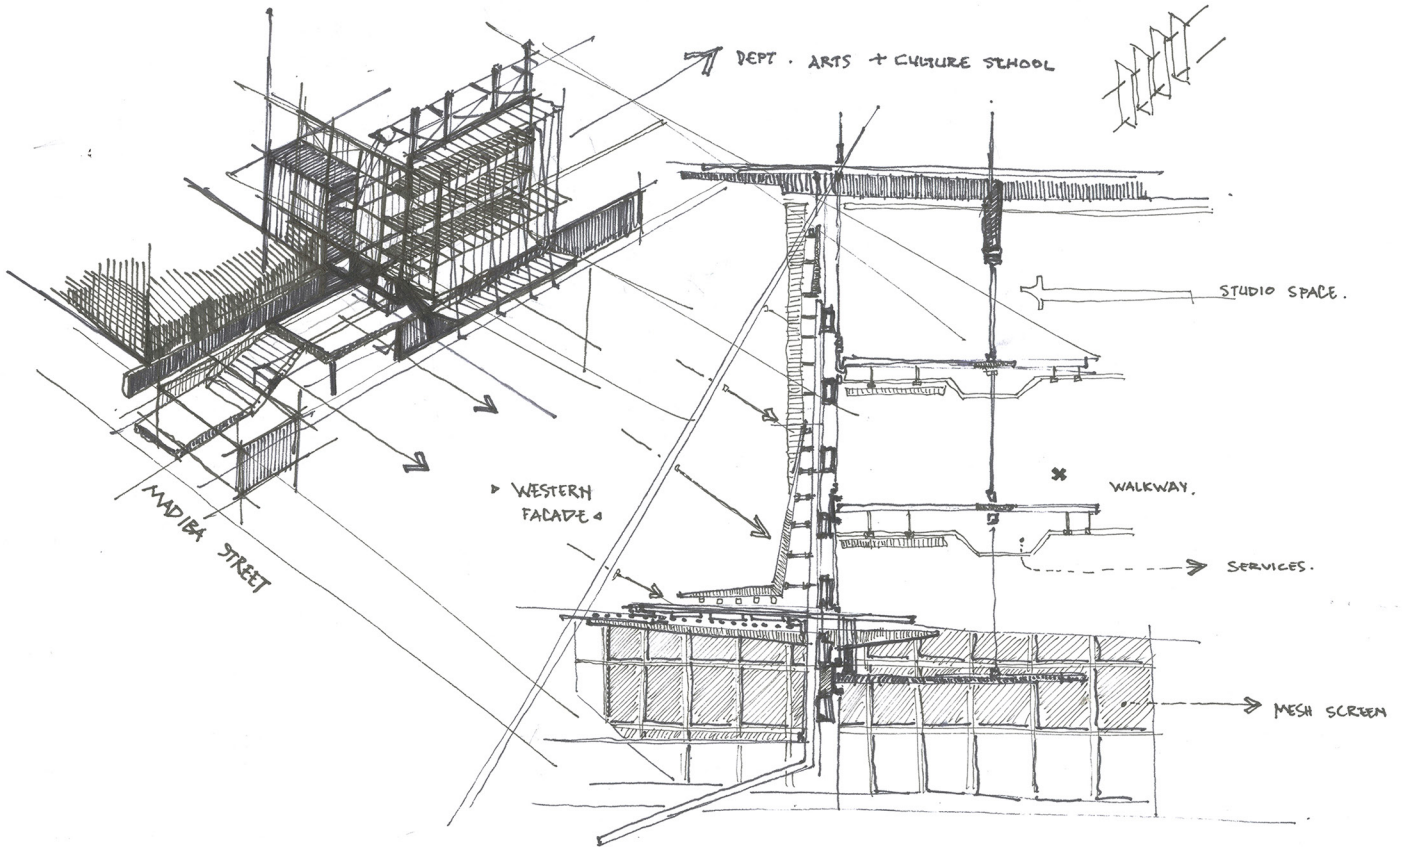 DEPT. ARTS + CULTURE SCHOOL
STUDIO SPACE.
WESTERN
FACADE
WALKWAY.
MADIBA STREET
SERVICES.
MESH SCREEN